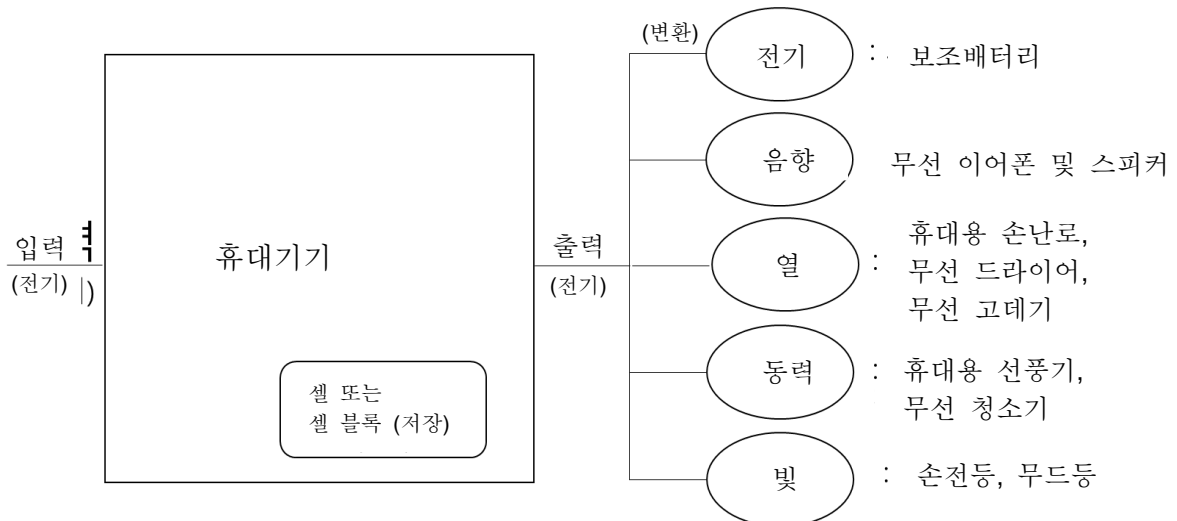 (변환)
전기 : 보조배터리
음향 무선 이어폰 및 스피커
입력
(전기)
휴대기기
출력
(전기)
열 : 휴대용 손난로,
무선 드라이어,
무선 고데기
셀 또는
셀 블록 (저장)
동력 : 휴대용 선풍기,
무선 청소기
빛 : 손전등, 무드등